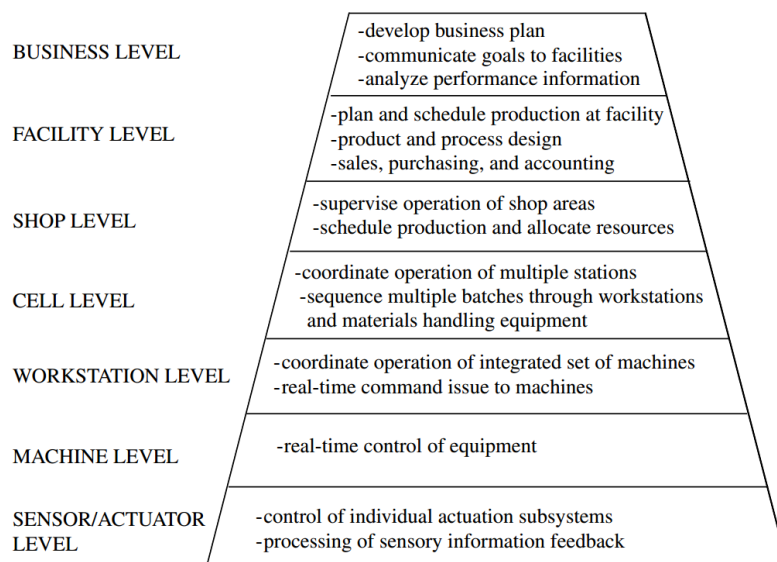 BUSINESS LEVEL
-develop business plan
-communicate goals to facilities
-analyze performance information
FACILITY LEVEL
-plan and schedule production at facility
-product and process design
-sales, purchasing, and accounting
SHOP LEVEL
-supervise operation of shop areas
-schedule production and allocate resources
CELL LEVEL
-coordinate operation of multiple stations
-sequence multiple batches through workstations
and materials handling equipment
WORKSTATION LEVEL
-coordinate operation of integrated set of machines
-real-time command issue to machines
MACHINE LEVEL
-real-time control of equipment
SENSOR/ACTUATOR
LEVEL
-control of individual actuation subsystems
-processing of sensory information feedback